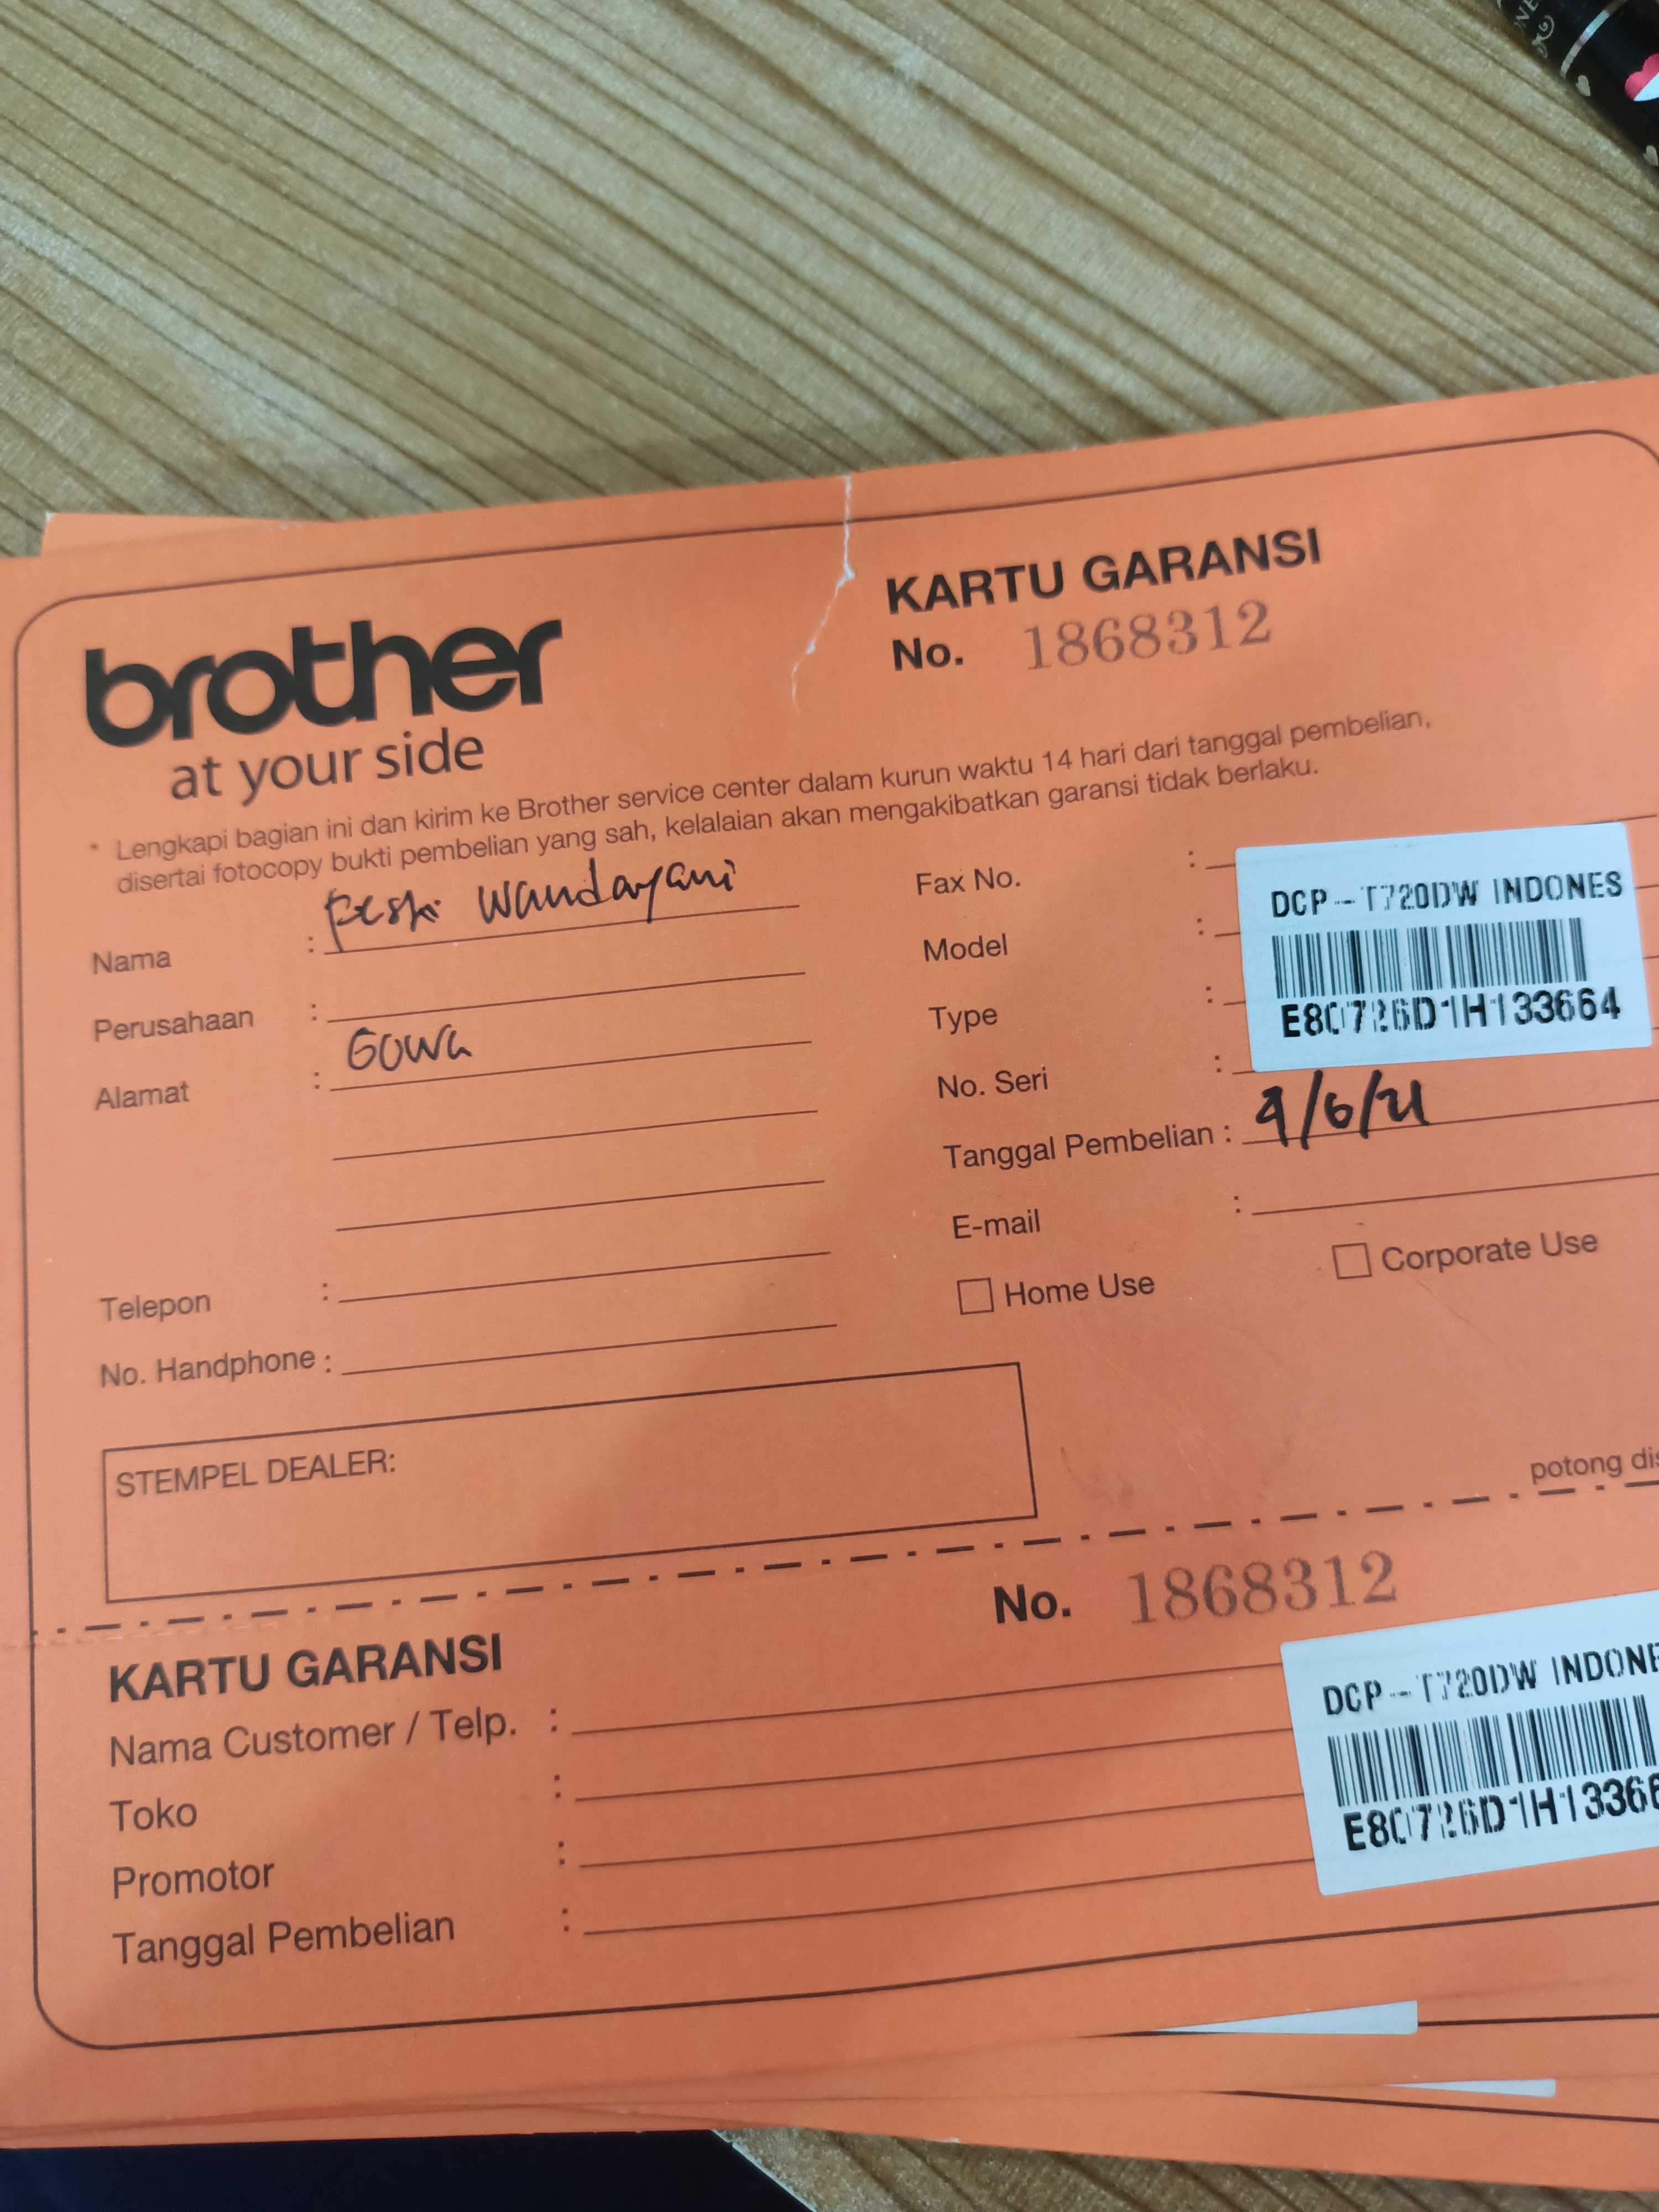 brother
at your side
KARTU GARANSI
No. 1868312
* Lengkapi bagian ini dan kirim ke Brother service center dalam kurun waktu 14 hari dari tanggal pembelian,
disertai fotocopy bukti pembelian yang sah, kelalaian akan mengakibatkan garansi tidak berlaku.
Nama : Wandayani
Perusahaan :
Alamat : Gowa
Telepon :
No. Handphone :
Fax No. :
Model :
Type :
No. Seri :
DCP-T720DW INDONES
E80726D1H133664
Tanggal Pembelian : 9/6/21
E-mail :
Home Use
Corporate Use
STEMPEL DEALER:
potong dis
No. 1868312
KARTU GARANSI
Nama Customer / Telp. :
Toko :
Promotor :
Tanggal Pembelian :
DCP-T720DW INDONE
E80726D1H1336